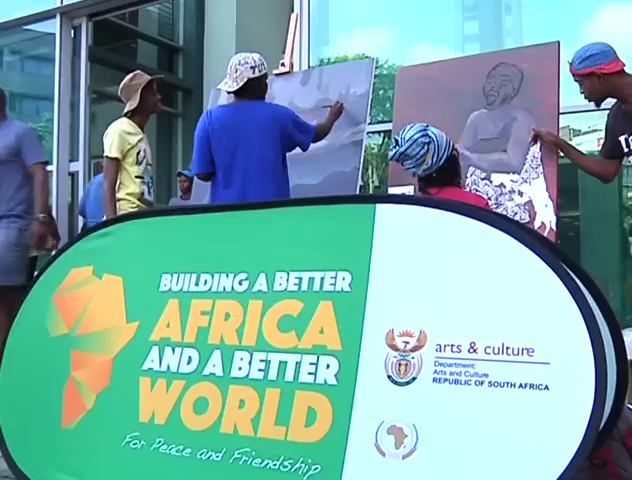 BUILDING A BETTER
AFRICA
AND A BETTER
WORLD
For Peace and Friendship
arts & culture
Department:
Arts and Culture
REPUBLIC OF SOUTH AFRICA